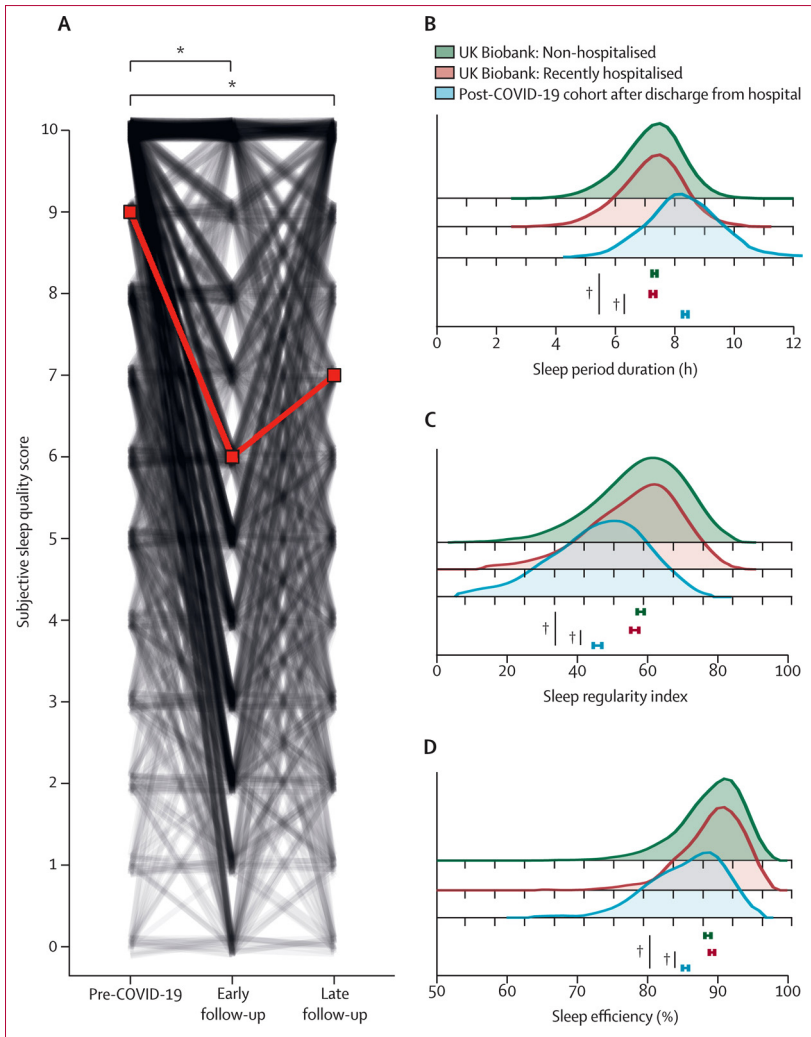 A
*
*
10
9
8
7
6
5
4
3
2
1
0
Subjective sleep quality score
Pre-COVID-19
Early
follow-up
Late
follow-up
B
UK Biobank: Non-hospitalised
UK Biobank: Recently hospitalised
Post-COVID-19 cohort after discharge from hospital
†
†
0 2 4 6 8 10 12
Sleep period duration (h)
C
†
†
0 20 40 60 80 100
Sleep regularity index
D
†
†
50 60 70 80 90 100
Sleep efficiency (%)